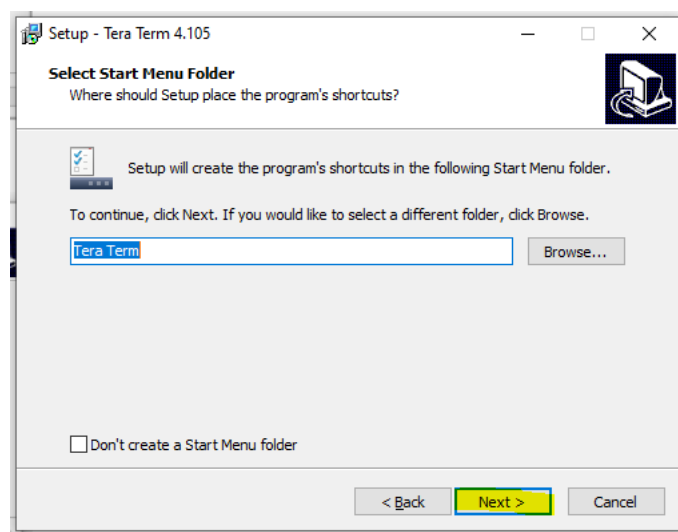 Setup - Tera Term 4.105
Select Start Menu Folder
Where should Setup place the program's shortcuts?
Setup will create the program's shortcuts in the following Start Menu folder.
To continue, click Next. If you would like to select a different folder, click Browse.
Tera Term
Browse...
Don't create a Start Menu folder
< Back
Next >
Cancel